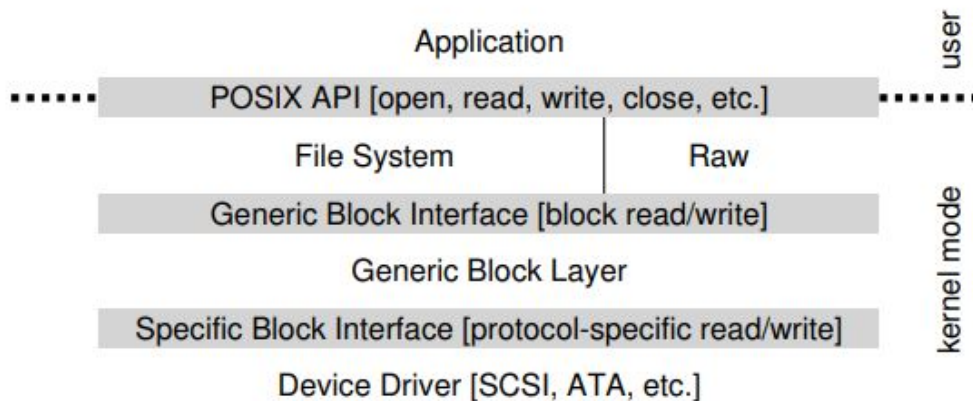 Application
POSIX API [open, read, write, close, etc.]
File System
Raw
Generic Block Interface [block read/write]
Generic Block Layer
Specific Block Interface [protocol-specific read/write]
Device Driver [SCSI, ATA, etc.]
user
kernel mode